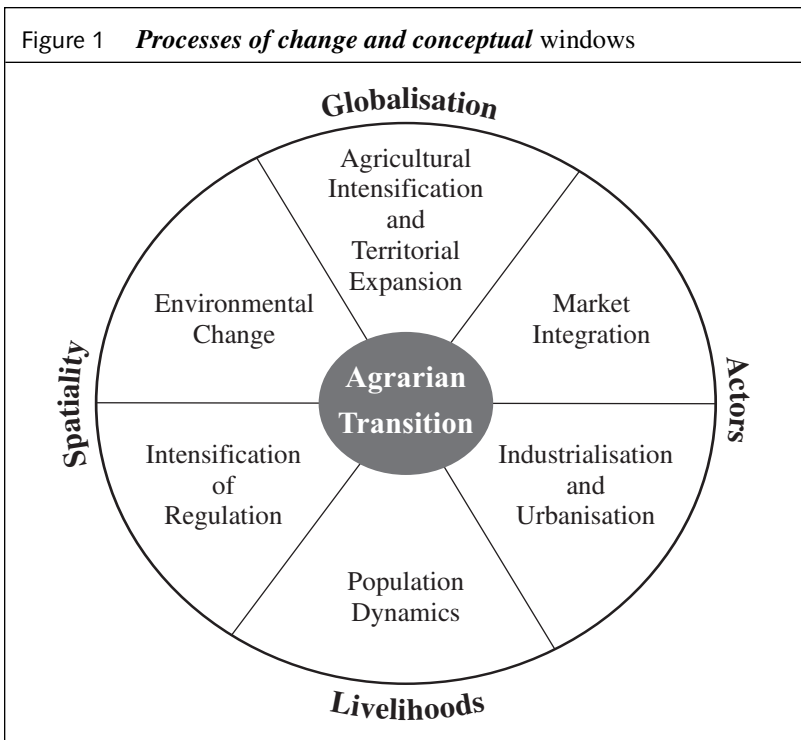 Figure 1 Processes of change and conceptual windows
Globalisation
Agricultural
Intensification
and
Territorial
Expansion
Environmental
Change
Market
Integration
Spatiality
Agrarian
Transition
Actors
Intensification
of
Regulation
Industrialisation
and
Urbanisation
Population
Dynamics
Livelihoods